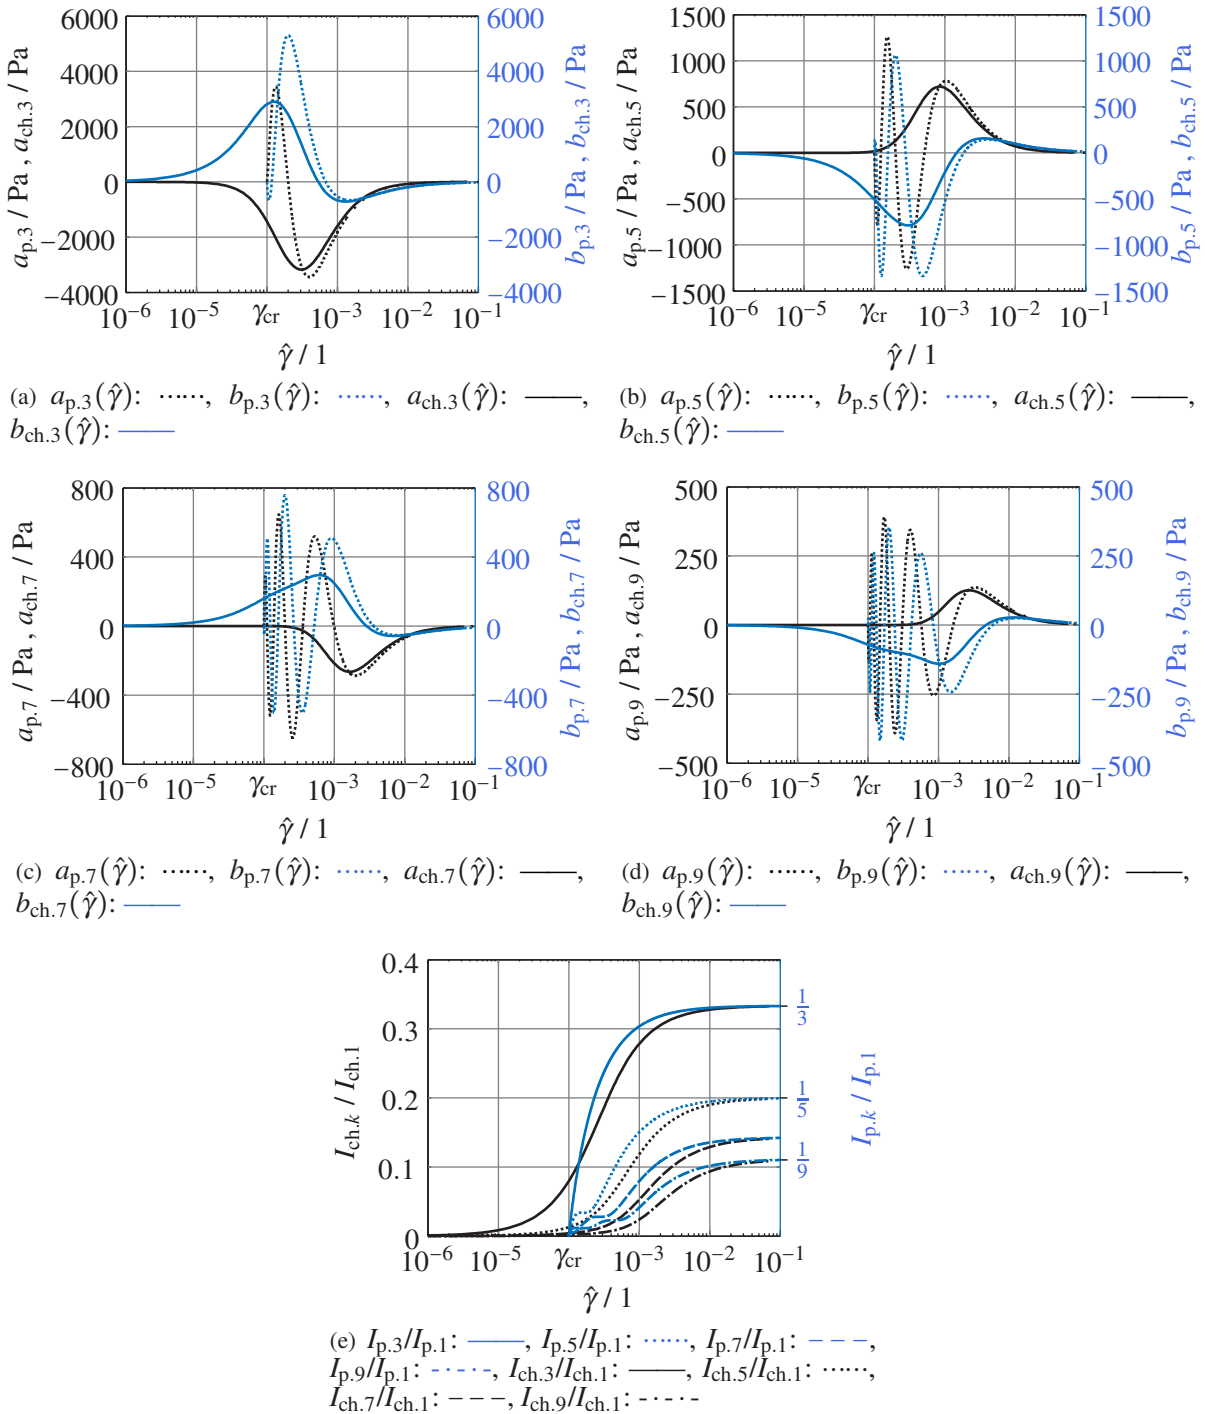 6000
4000
2000
0
−2000
−4000
a_p.3 / Pa , a_ch.3 / Pa
6000
4000
2000
0
−2000
−4000
b_p.3 / Pa , b_ch.3 / Pa
10⁻⁶ 10⁻⁵ γ_cr 10⁻³ 10⁻² 10⁻¹
γ̂ / 1
(a) a_p.3(γ̂): ······, b_p.3(γ̂): ······, a_ch.3(γ̂): ——,
b_ch.3(γ̂): ——
1500
1000
500
0
−500
−1000
−1500
a_p.5 / Pa , a_ch.5 / Pa
1500
1000
500
0
−500
−1000
−1500
b_p.5 / Pa , b_ch.5 / Pa
10⁻⁶ 10⁻⁵ γ_cr 10⁻³ 10⁻² 10⁻¹
γ̂ / 1
(b) a_p.5(γ̂): ······, b_p.5(γ̂): ······, a_ch.5(γ̂): ——,
b_ch.5(γ̂): ——
800
400
0
−400
−800
a_p.7 / Pa , a_ch.7 / Pa
800
400
0
−400
−800
b_p.7 / Pa , b_ch.7 / Pa
10⁻⁶ 10⁻⁵ γ_cr 10⁻³ 10⁻² 10⁻¹
γ̂ / 1
(c) a_p.7(γ̂): ······, b_p.7(γ̂): ······, a_ch.7(γ̂): ——,
b_ch.7(γ̂): ——
500
250
0
−250
−500
a_p.9 / Pa , a_ch.9 / Pa
500
250
0
−250
−500
b_p.9 / Pa , b_ch.9 / Pa
10⁻⁶ 10⁻⁵ γ_cr 10⁻³ 10⁻² 10⁻¹
γ̂ / 1
(d) a_p.9(γ̂): ······, b_p.9(γ̂): ······, a_ch.9(γ̂): ——,
b_ch.9(γ̂): ——
0.4
0.3
0.2
0.1
0
I_ch.k / I_ch.1
1/3
1/5
1/9
I_p.k / I_p.1
10⁻⁶ 10⁻⁵ γ_cr 10⁻³ 10⁻² 10⁻¹
γ̂ / 1
(e) I_p.3/I_p.1: ——, I_p.5/I_p.1: ······, I_p.7/I_p.1: −−−,
I_p.9/I_p.1: -·-·-, I_ch.3/I_ch.1: ——, I_ch.5/I_ch.1: ······,
I_ch.7/I_ch.1: −−−, I_ch.9/I_ch.1: -·-·-